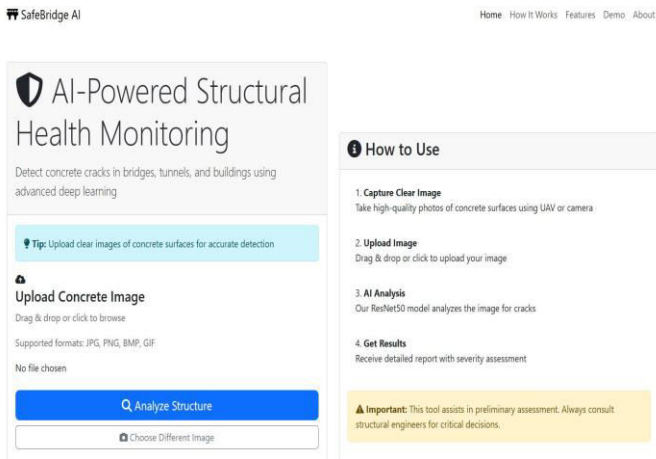 SafeBridge AI
Home How It Works Features Demo About
AI-Powered Structural
Health Monitoring
Detect concrete cracks in bridges, tunnels, and buildings using
advanced deep learning
Tip: Upload clear images of concrete surfaces for accurate detection
Upload Concrete Image
Drag & drop or click to browse
Supported formats: JPG, PNG, BMP, GIF
No file chosen
Analyze Structure
Choose Different Image
How to Use
1. Capture Clear Image
Take high-quality photos of concrete surfaces using UAV or camera
2. Upload Image
Drag & drop or click to upload your image
3. AI Analysis
Our ResNet50 model analyzes the image for cracks
4. Get Results
Receive detailed report with severity assessment
Important: This tool assists in preliminary assessment. Always consult
structural engineers for critical decisions.